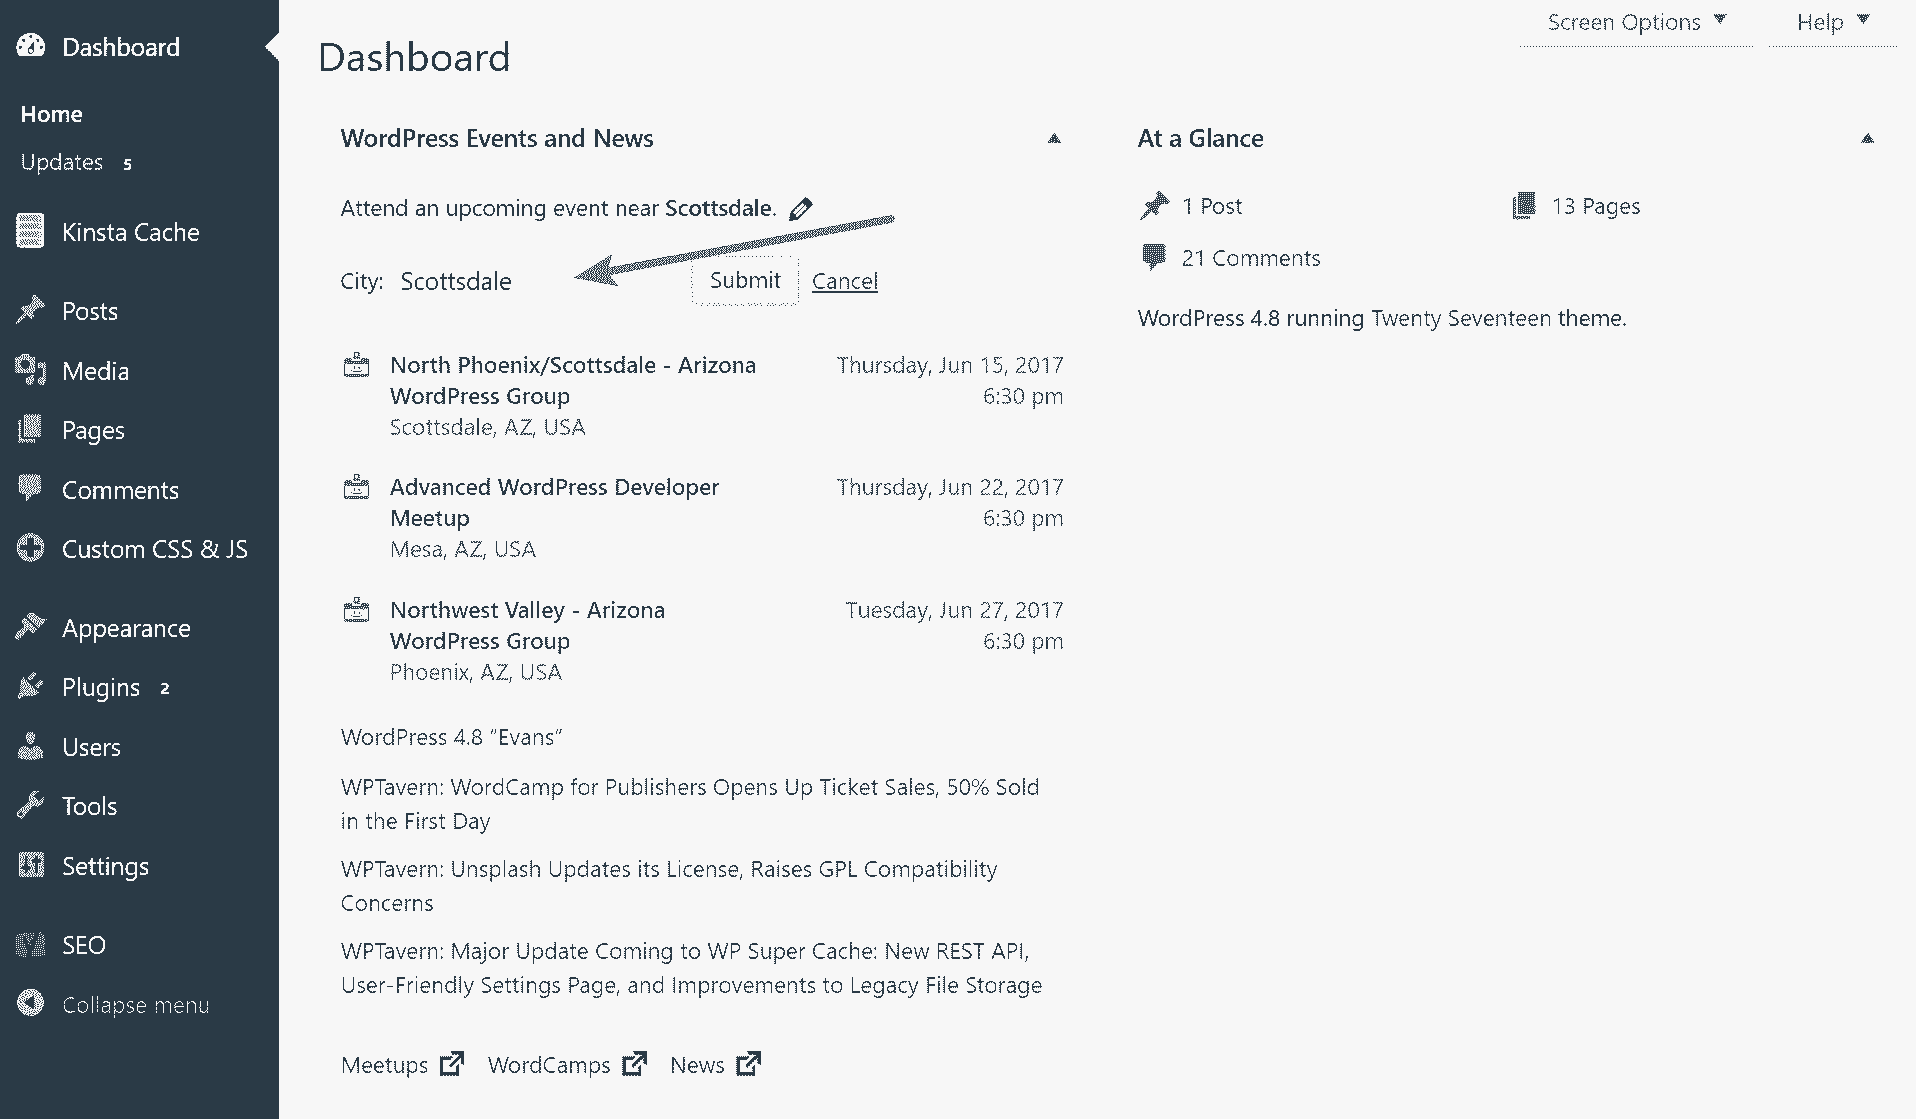 Dashboard
Home
Updates 5
Kinsta Cache
Posts
Media
Pages
Comments
Custom CSS & JS
Appearance
Plugins 2
Users
Tools
Settings
SEO
Collapse menu
Screen Options
Help
Dashboard
WordPress Events and News
Attend an upcoming event near Scottsdale.
City: Scottsdale Submit Cancel
North Phoenix/Scottsdale - Arizona Thursday, Jun 15, 2017
WordPress Group 6:30 pm
Scottsdale, AZ, USA
Advanced WordPress Developer Thursday, Jun 22, 2017
Meetup 6:30 pm
Mesa, AZ, USA
Northwest Valley - Arizona Tuesday, Jun 27, 2017
WordPress Group 6:30 pm
Phoenix, AZ, USA
WordPress 4.8 “Evans”
WPTavern: WordCamp for Publishers Opens Up Ticket Sales, 50% Sold
in the First Day
WPTavern: Unsplash Updates its License, Raises GPL Compatibility
Concerns
WPTavern: Major Update Coming to WP Super Cache: New REST API,
User-Friendly Settings Page, and Improvements to Legacy File Storage
Meetups WordCamps News
At a Glance
1 Post 13 Pages
21 Comments
WordPress 4.8 running Twenty Seventeen theme.